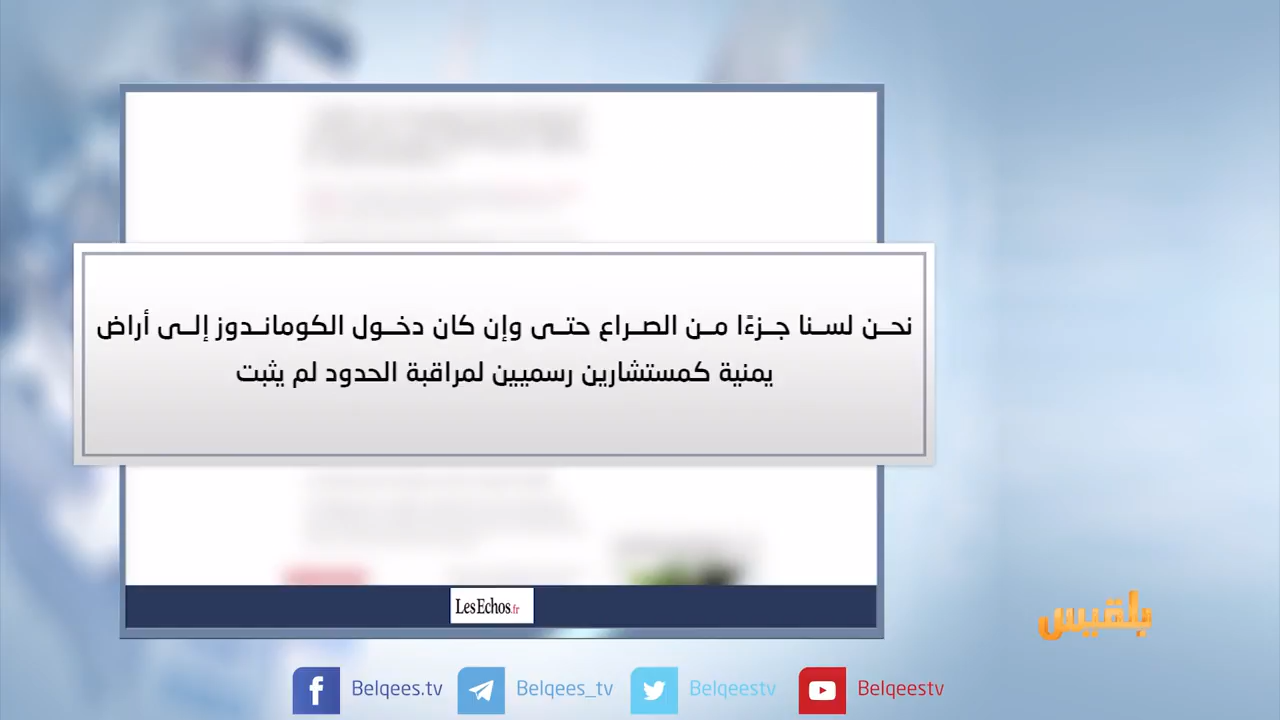 نحن لسنا جزءًا من الصراع حتى وإن كان دخول الكوماندوز إلى أراض
يمنية كمستشارين رسميين لمراقبة الحدود لم يثبت
LesEchos.fr
بلقيس
Belqees.tv
Belqees_tv
Belqeestv
Belqeestv